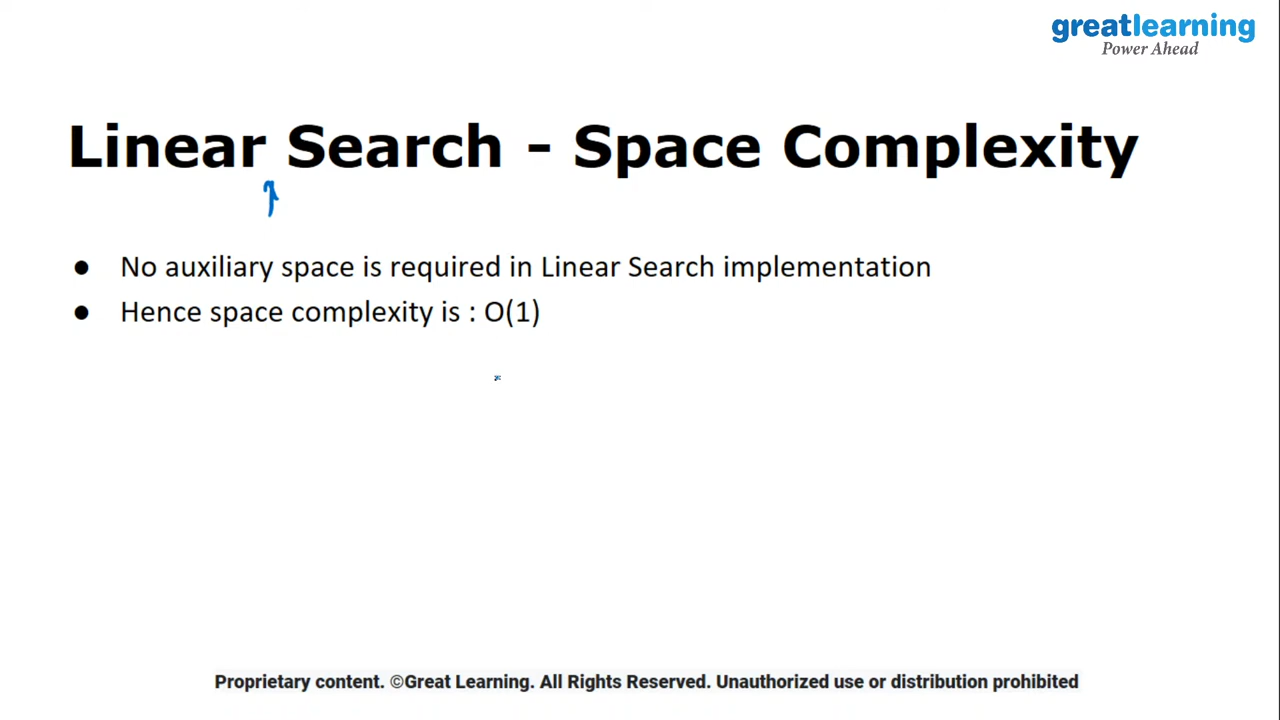 greatlearning
Power Ahead
Linear Search - Space Complexity
● No auxiliary space is required in Linear Search implementation
● Hence space complexity is : O(1)
Proprietary content. ©Great Learning. All Rights Reserved. Unauthorized use or distribution prohibited